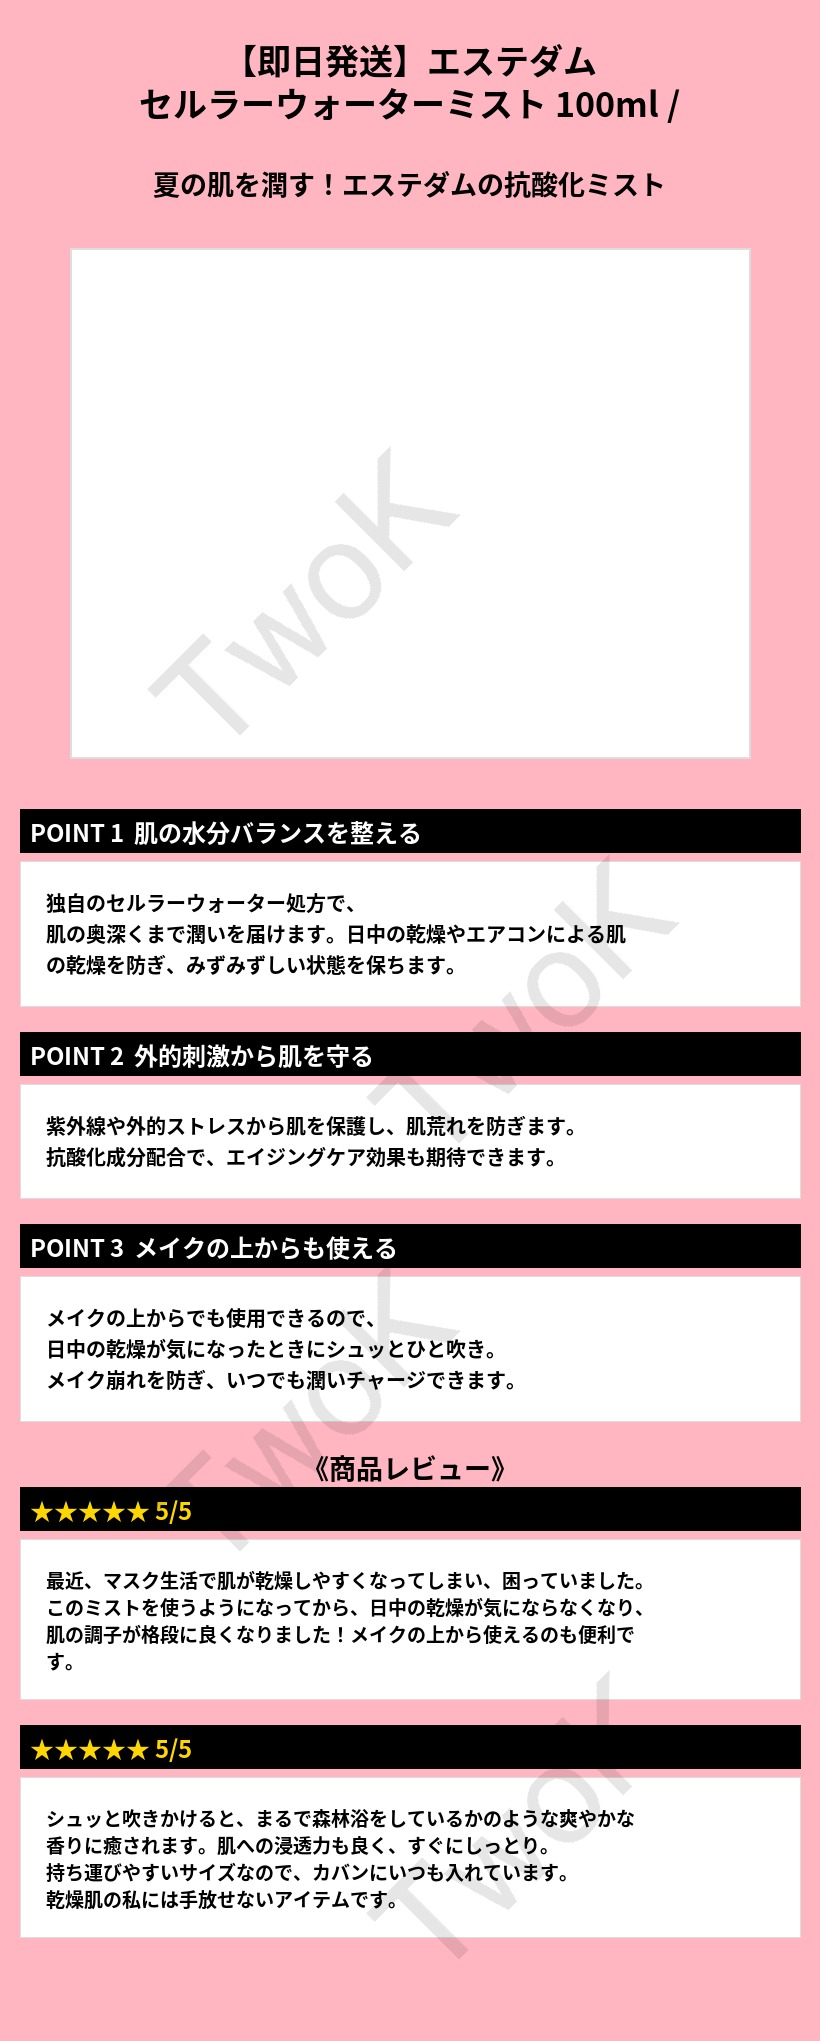 【即日発送】エステダム
セルラーウォーターミスト 100ml /
夏の肌を潤す！エステダムの抗酸化ミスト
TwoK
POINT 1 肌の水分バランスを整える
独自のセルラーウォーター処方で、
肌の奥深くまで潤いを届けます。日中の乾燥やエアコンによる肌
の乾燥を防ぎ、みずみずしい状態を保ちます。
TwoK
POINT 2 外的刺激から肌を守る
紫外線や外的ストレスから肌を保護し、肌荒れを防ぎます。
抗酸化成分配合で、エイジングケア効果も期待できます。
POINT 3 メイクの上からも使える
メイクの上からでも使用できるので、
日中の乾燥が気になったときにシュッとひと吹き。
メイク崩れを防ぎ、いつでも潤いチャージできます。
TwoK
《商品レビュー》
★★★★★ 5/5
最近、マスク生活で肌が乾燥しやすくなってしまい、困っていました。
このミストを使うようになってから、日中の乾燥が気にならなくなり、
肌の調子が格段に良くなりました！メイクの上から使えるのも便利で
す。
★★★★★ 5/5
シュッと吹きかけると、まるで森林浴をしているかのような爽やかな
香りに癒されます。肌への浸透力も良く、すぐにしっとり。
持ち運びやすいサイズなので、カバンにいつも入れています。
乾燥肌の私には手放せないアイテムです。
TwoK